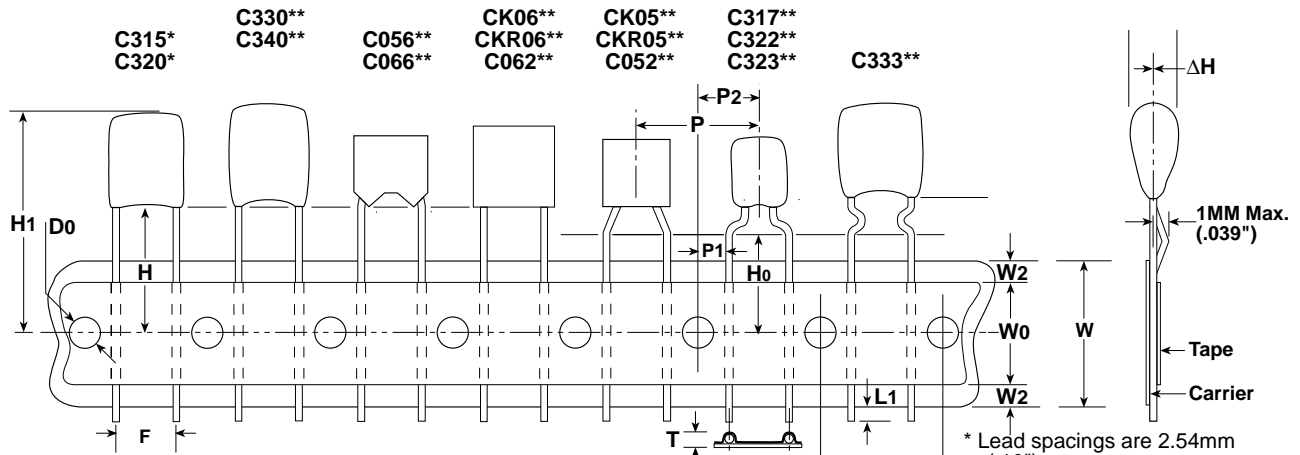 C315*
C320*
C330**
C340**
C056**
C066**
CK06**
CKR06**
C062**
CK05**
CKR05**
C052**
C317**
C322**
C323**
C333**
P2
P
ΔH
H1
D0
H
P1
H0
1MM Max.
(.039")
W2
W0
W
W2
Tape
Carrier
L1
F
T
* Lead spacings are 2.54mm